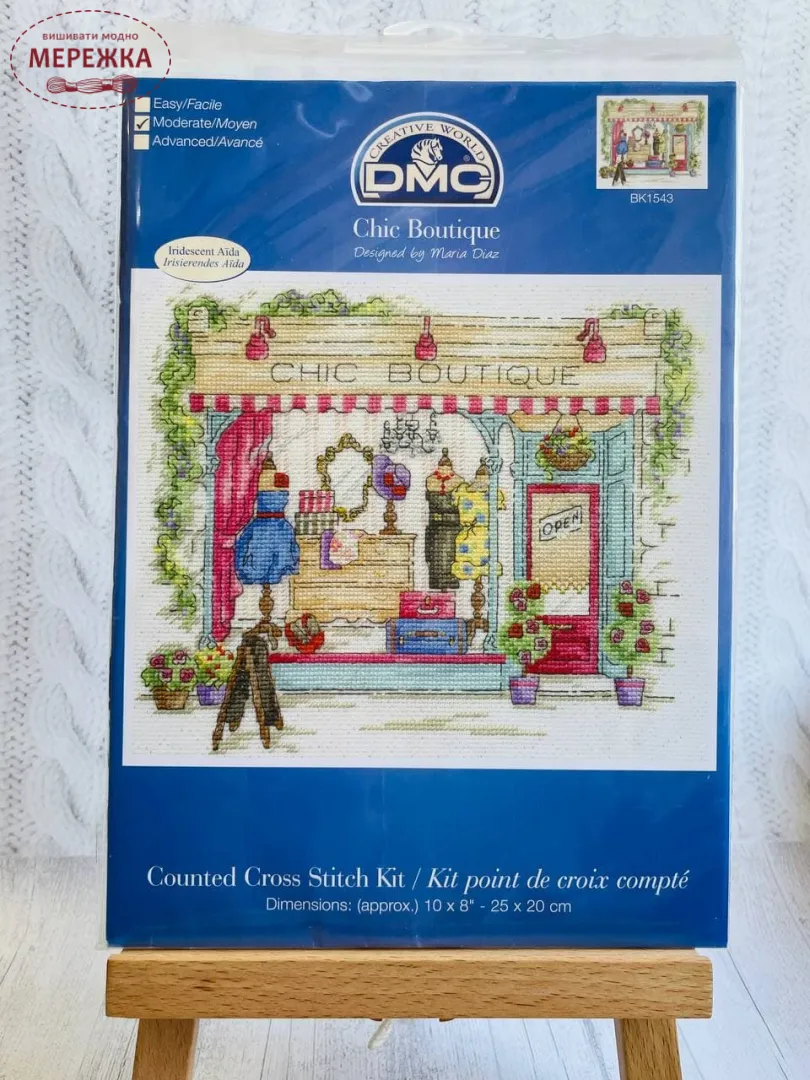 вишивати модно
МЕРЕЖКА
Easy/Facile
Moderate/Moyen
Advanced/Avancé
CREATIVE WORLD
DMC®
BK1543
Chic Boutique
Designed by Maria Diaz
Iridescent Aïda
Irisierendes Aïda
CHIC BOUTIQUE
OPEN
Counted Cross Stitch Kit / Kit point de croix compté
Dimensions: (approx.) 10 x 8" - 25 x 20 cm